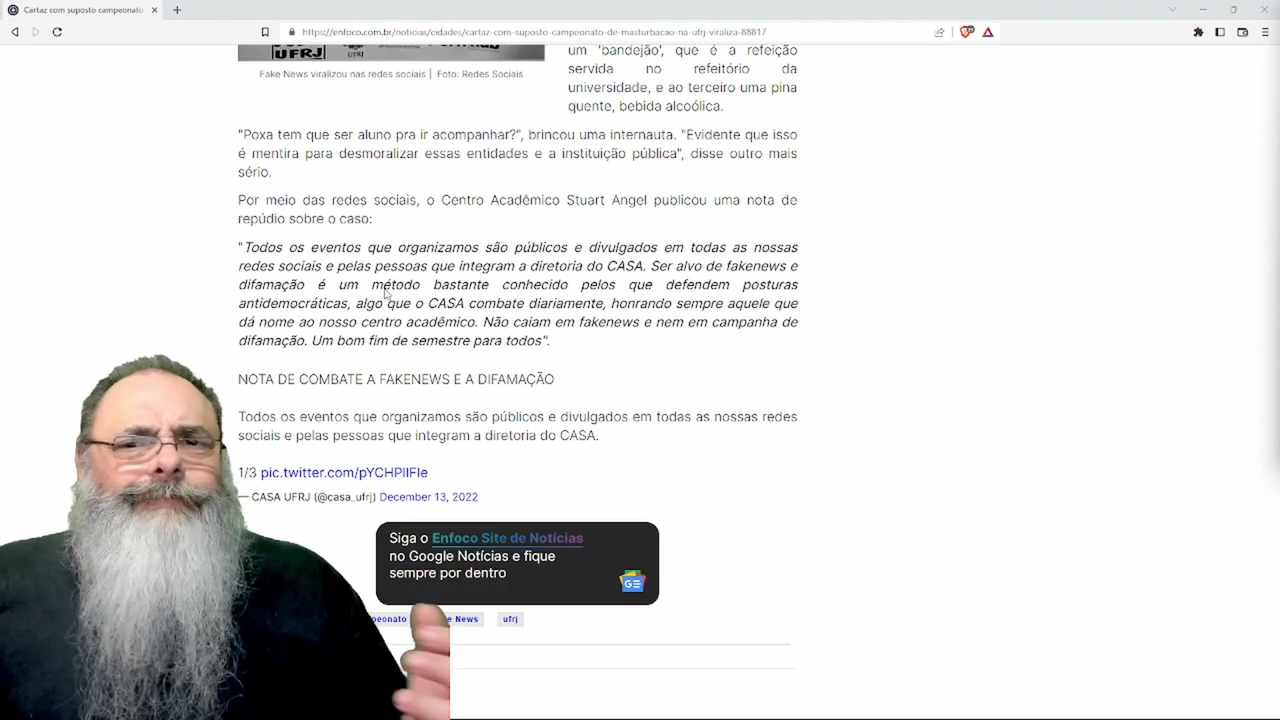 Cartaz com suposto campeonato
https://enfoco.com.br/noticias/cidades/cartaz-com-suposto-campeonato-de-masturbacao-na-ufrj-viraliza-88817
UFRJ
UFRJ
Fake News viralizou nas redes sociais | Foto: Redes Sociais
um 'bandejão', que é a refeição
servida no refeitório da
universidade, e ao terceiro uma pina
quente, bebida alcoólica.
"Poxa tem que ser aluno pra ir acompanhar?", brincou uma internauta. "Evidente que isso
é mentira para desmoralizar essas entidades e a instituição pública", disse outro mais
sério.
Por meio das redes sociais, o Centro Acadêmico Stuart Angel publicou uma nota de
repúdio sobre o caso:
"Todos os eventos que organizamos são públicos e divulgados em todas as nossas
redes sociais e pelas pessoas que integram a diretoria do CASA. Ser alvo de fakenews e
difamação é um método bastante conhecido pelos que defendem posturas
antidemocráticas, algo que o CASA combate diariamente, honrando sempre aquele que
dá nome ao nosso centro acadêmico. Não caiam em fakenews e nem em campanha de
difamação. Um bom fim de semestre para todos".
NOTA DE COMBATE A FAKENEWS E A DIFAMAÇÃO
Todos os eventos que organizamos são públicos e divulgados em todas as nossas redes
sociais e pelas pessoas que integram a diretoria do CASA.
1/3 pic.twitter.com/pYCHPIIFIe
— CASA UFRJ (@casa_ufrj) December 13, 2022
Siga o Enfoco Site de Notícias
no Google Notícias e fique
sempre por dentro
GE
peonato e News ufrj